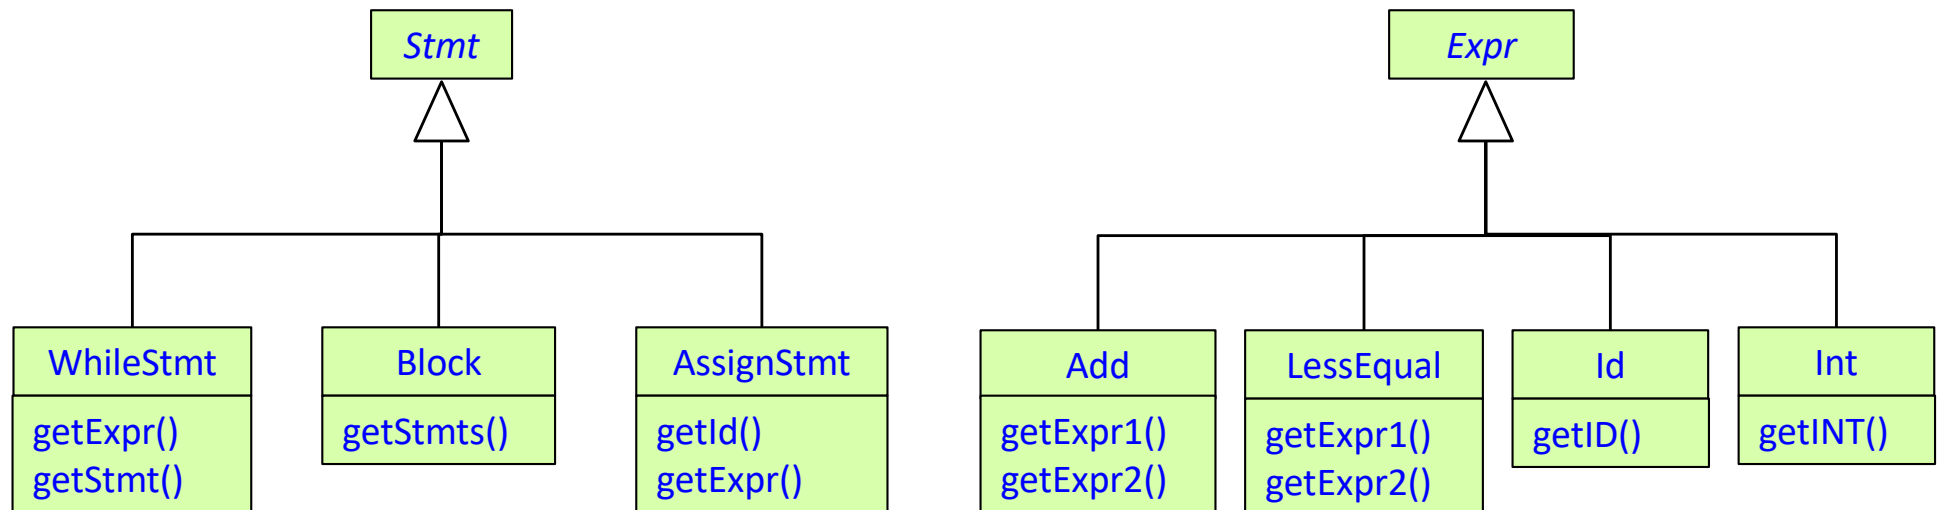 Stmt
Expr
WhileStmt
getExpr()
getStmt()
Block
getStmts()
AssignStmt
getId()
getExpr()
Add
getExpr1()
getExpr2()
LessEqual
getExpr1()
getExpr2()
Id
getID()
Int
getINT()